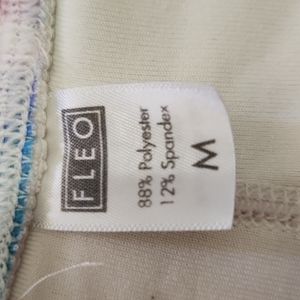 FLEO
88% Polyester
12% Spandex
M